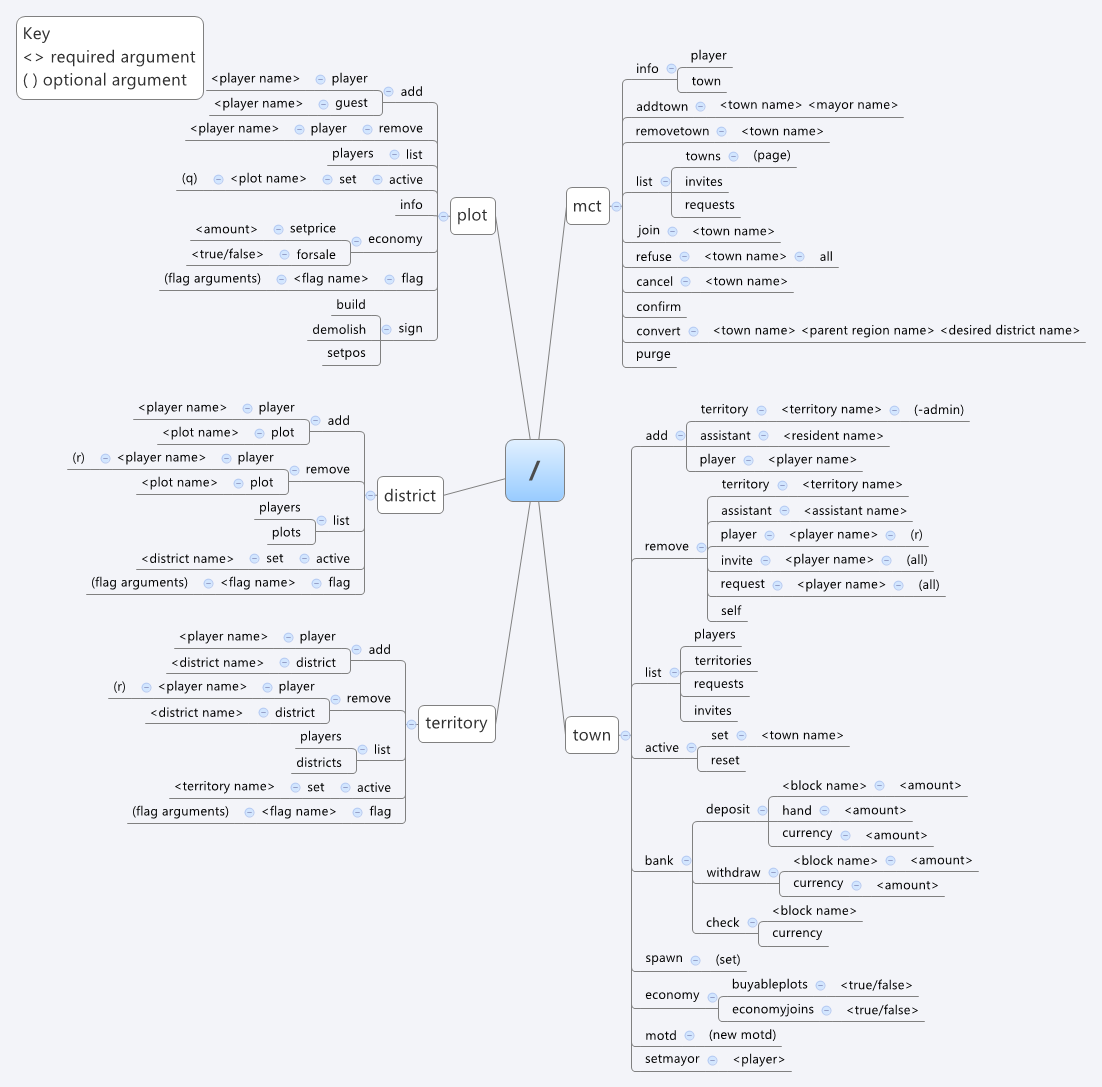 Key
<> required argument
( ) optional argument
/
plot
<player name> player add
<player name> guest
<player name> player remove
players list
(q) <plot name> set active
info
<amount> setprice economy
<true/false> forsale
(flag arguments) <flag name> flag
build
demolish sign
setpos
district
<player name> player add
<plot name> plot
(r) <player name> player remove
<plot name> plot
players list
plots
<district name> set active
(flag arguments) <flag name> flag
territory
<player name> player add
<district name> district
(r) <player name> player remove
<district name> district
players list
districts
<territory name> set active
(flag arguments) <flag name> flag
mct
info player
town
addtown <town name> <mayor name>
removetown <town name>
list towns (page)
invites
requests
join <town name>
refuse <town name> all
cancel <town name>
confirm
convert <town name> <parent region name> <desired district name>
purge
town
add territory <territory name> (-admin)
assistant <resident name>
player <player name>
remove territory <territory name>
assistant <assistant name>
player <player name> (r)
invite <player name> (all)
request <player name> (all)
self
list players
territories
requests
invites
active set <town name>
reset
bank deposit <block name> <amount>
hand <amount>
currency <amount>
withdraw <block name> <amount>
currency <amount>
check <block name>
currency
spawn (set)
economy buyableplots <true/false>
economyjoins <true/false>
motd (new motd)
setmayor <player>